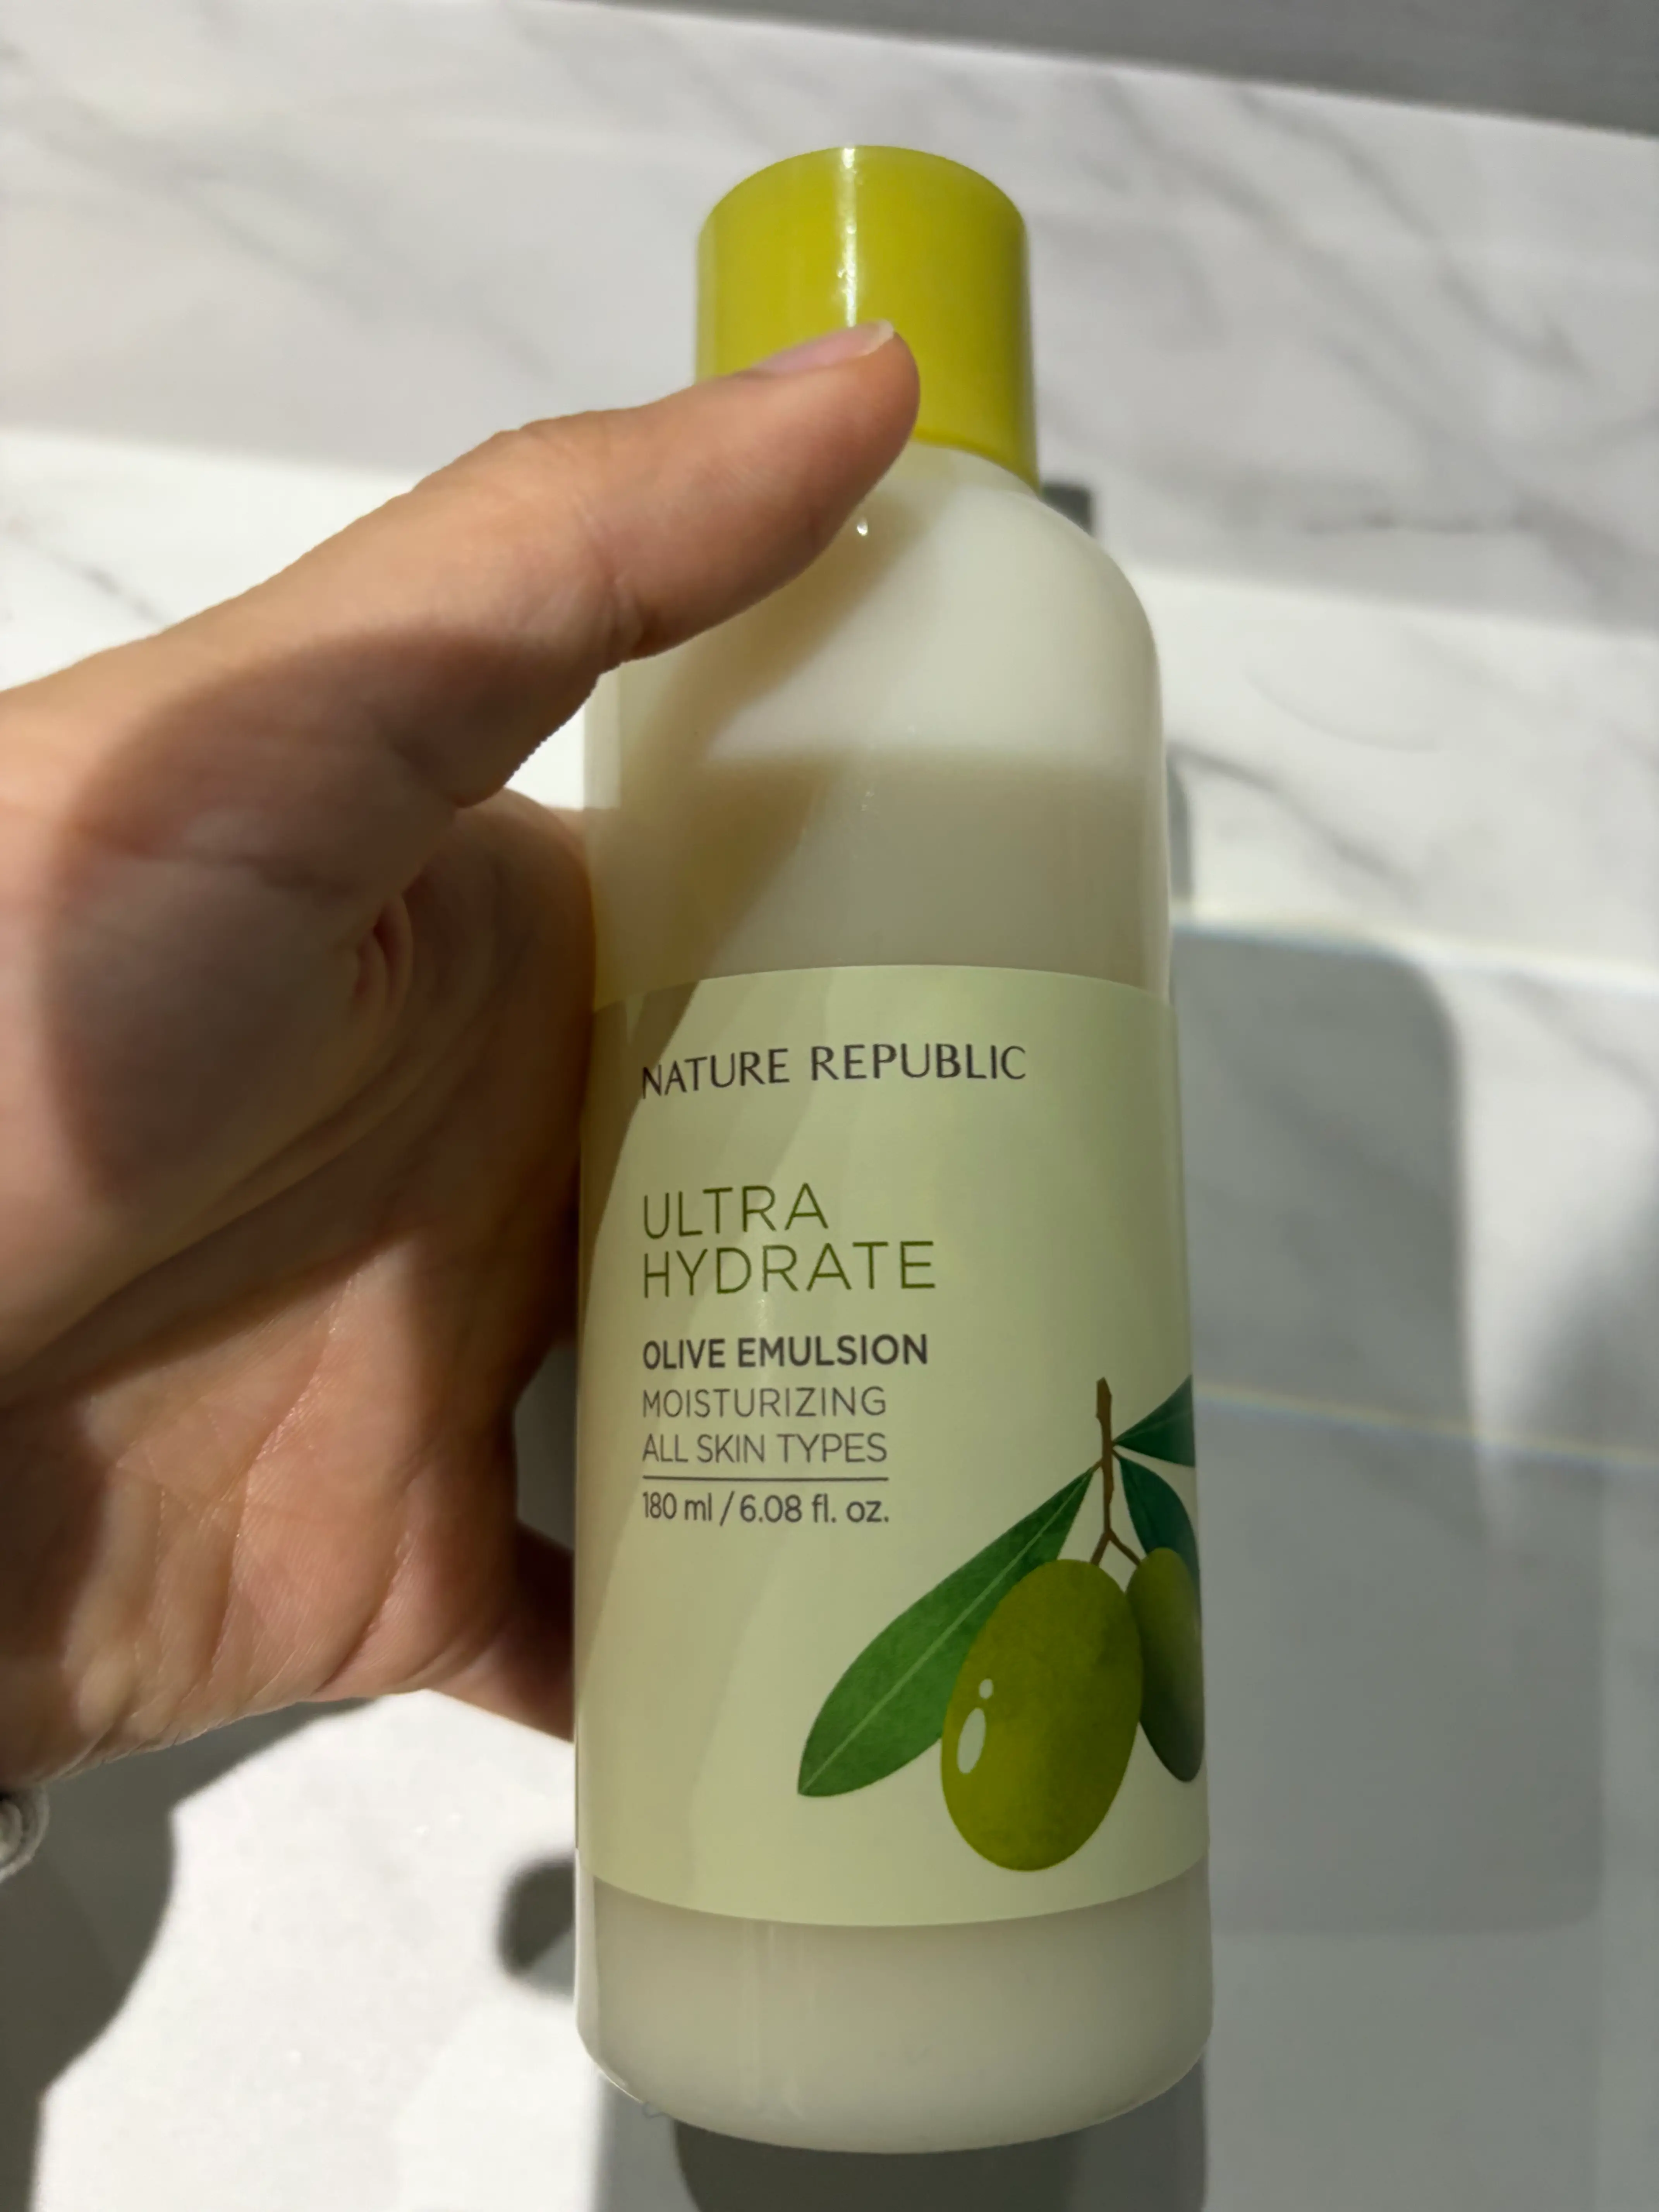 NATURE REPUBLIC
ULTRA
HYDRATE
OLIVE EMULSION
MOISTURIZING
ALL SKIN TYPES
180 ml / 6.08 fl. oz.